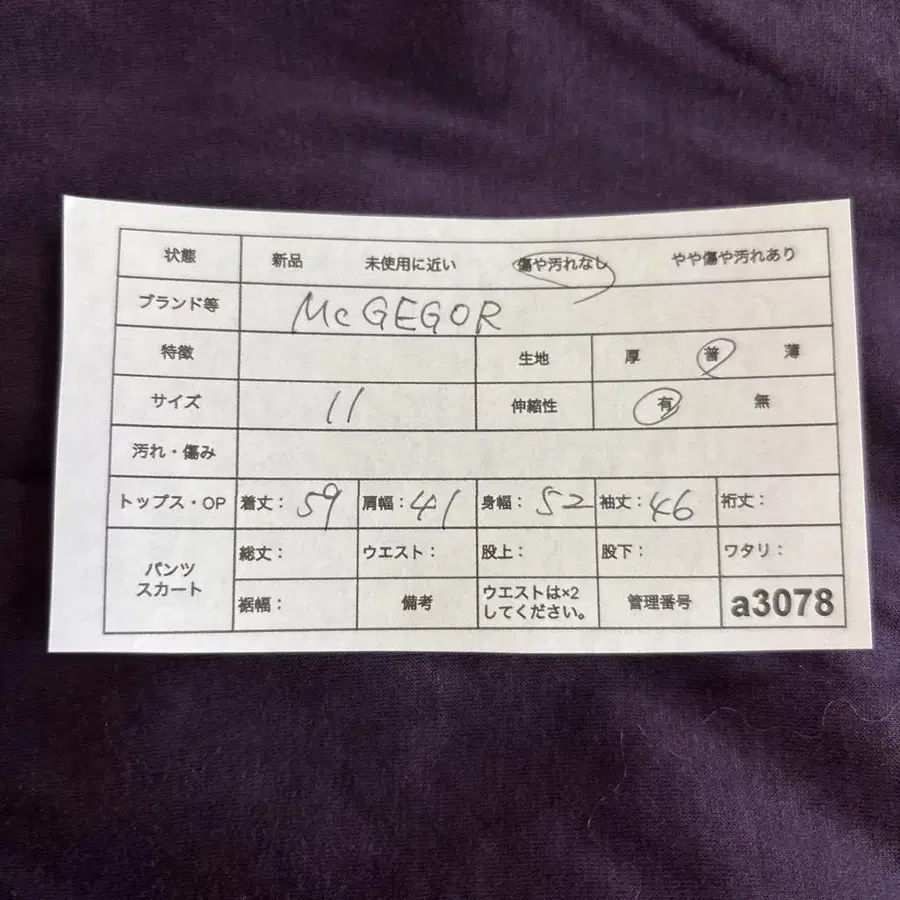 状態 新品 未使用に近い 傷や汚れなし やや傷や汚れあり
ブランド等 McGEGOR
特徴 生地 厚 普 薄
サイズ 11 伸縮性 有 無
汚れ・傷み
トップス・OP 着丈: 59 肩幅: 41 身幅: 52 袖丈: 46 裄丈:
パンツ
スカート
総丈: ウエスト: 股上: 股下: ワタリ:
裾幅: 備考 ウエストは×2
してください。
管理番号 a3078